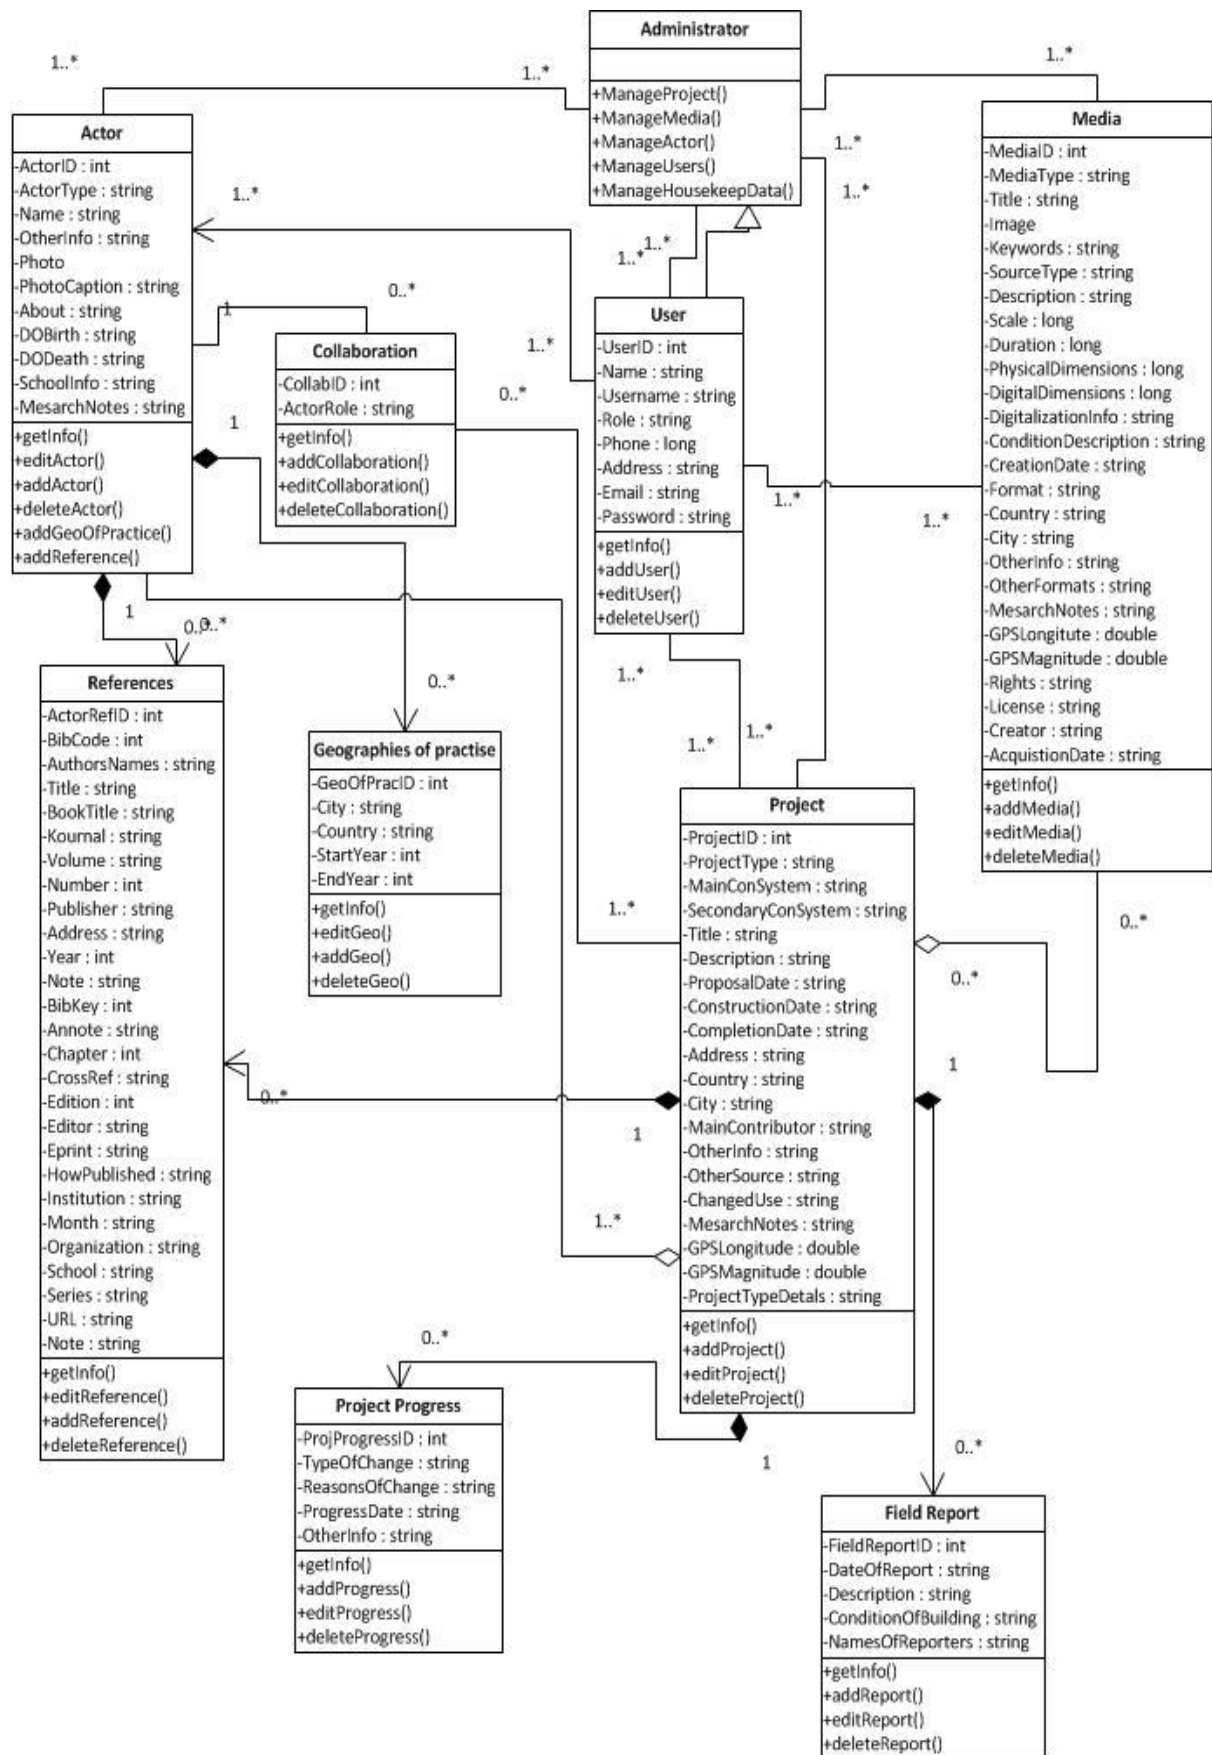 Administrator
+ManageProject()
+ManageMedia()
+ManageActor()
+ManageUsers()
+ManageHousekeepData()
1..*
1..*
1..*
1..*
1..*
Actor
-ActorID : int
-ActorType : string
-Name : string
-OtherInfo : string
-Photo
-PhotoCaption : string
-About : string
-DOBirth : string
-DODeath : string
-SchoolInfo : string
-MesarchNotes : string
+getInfo()
+editActor()
+addActor()
+deleteActor()
+addGeoOfPractice()
+addReference()
1..*
1..*
1..*
1
0..*
1..*
0..*
1
1
0..*
0..*
Collaboration
-CollabID : int
-ActorRole : string
+getInfo()
+addCollaboration()
+editCollaboration()
+deleteCollaboration()
User
-UserID : int
-Name : string
-Username : string
-Role : string
-Phone : long
-Address : string
-Email : string
-Password : string
+getInfo()
+addUser()
+editUser()
+deleteUser()
1..*
1..*
1..*
1..*
1..*
Media
-MediaID : int
-MediaType : string
-Title : string
-Image
-Keywords : string
-SourceType : string
-Description : string
-Scale : long
-Duration : long
-PhysicalDimensions : long
-DigitalDimensions : long
-DigitalizationInfo : string
-ConditionDescription : string
-CreationDate : string
-Format : string
-Country : string
-City : string
-OtherInfo : string
-OtherFormats : string
-MesarchNotes : string
-GPSLongitute : double
-GPSMagnitude : double
-Rights : string
-License : string
-Creator : string
-AcquistionDate : string
+getInfo()
+addMedia()
+editMedia()
+deleteMedia()
0..*
0..*
References
-ActorRefID : int
-BibCode : int
-AuthorsNames : string
-Title : string
-BookTitle : string
-Kournal : string
-Volume : string
-Number : int
-Publisher : string
-Address : string
-Year : int
-Note : string
-BibKey : int
-Annote : string
-Chapter : int
-CrossRef : string
-Edition : int
-Editor : string
-Eprint : string
-HowPublished : string
-Institution : string
-Month : string
-Organization : string
-School : string
-Series : string
-URL : string
-Note : string
+getInfo()
+editReference()
+addReference()
+deleteReference()
0..*
Geographies of practise
-GeoOfPracID : int
-City : string
-Country : string
-StartYear : int
-EndYear : int
+getInfo()
+editGeo()
+addGeo()
+deleteGeo()
1..*
0..*
1
1..*
Project
-ProjectID : int
-ProjectType : string
-MainConSystem : string
-SecondaryConSystem : string
-Title : string
-Description : string
-ProposalDate : string
-ConstructionDate : string
-CompletionDate : string
-Address : string
-Country : string
-City : string
-MainContributor : string
-OtherInfo : string
-OtherSource : string
-ChangedUse : string
-MesarchNotes : string
-GPSLongitude : double
-GPSMagnitude : double
-ProjectTypeDetals : string
+getInfo()
+addProject()
+editProject()
+deleteProject()
1
0..*
1
0..*
Project Progress
-ProjProgressID : int
-TypeOfChange : string
-ReasonsOfChange : string
-ProgressDate : string
-OtherInfo : string
+getInfo()
+addProgress()
+editProgress()
+deleteProgress()
Field Report
-FieldReportID : int
-DateOfReport : string
-Description : string
-ConditionOfBuilding : string
-NamesOfReporters : string
+getInfo()
+addReport()
+editReport()
+deleteReport()